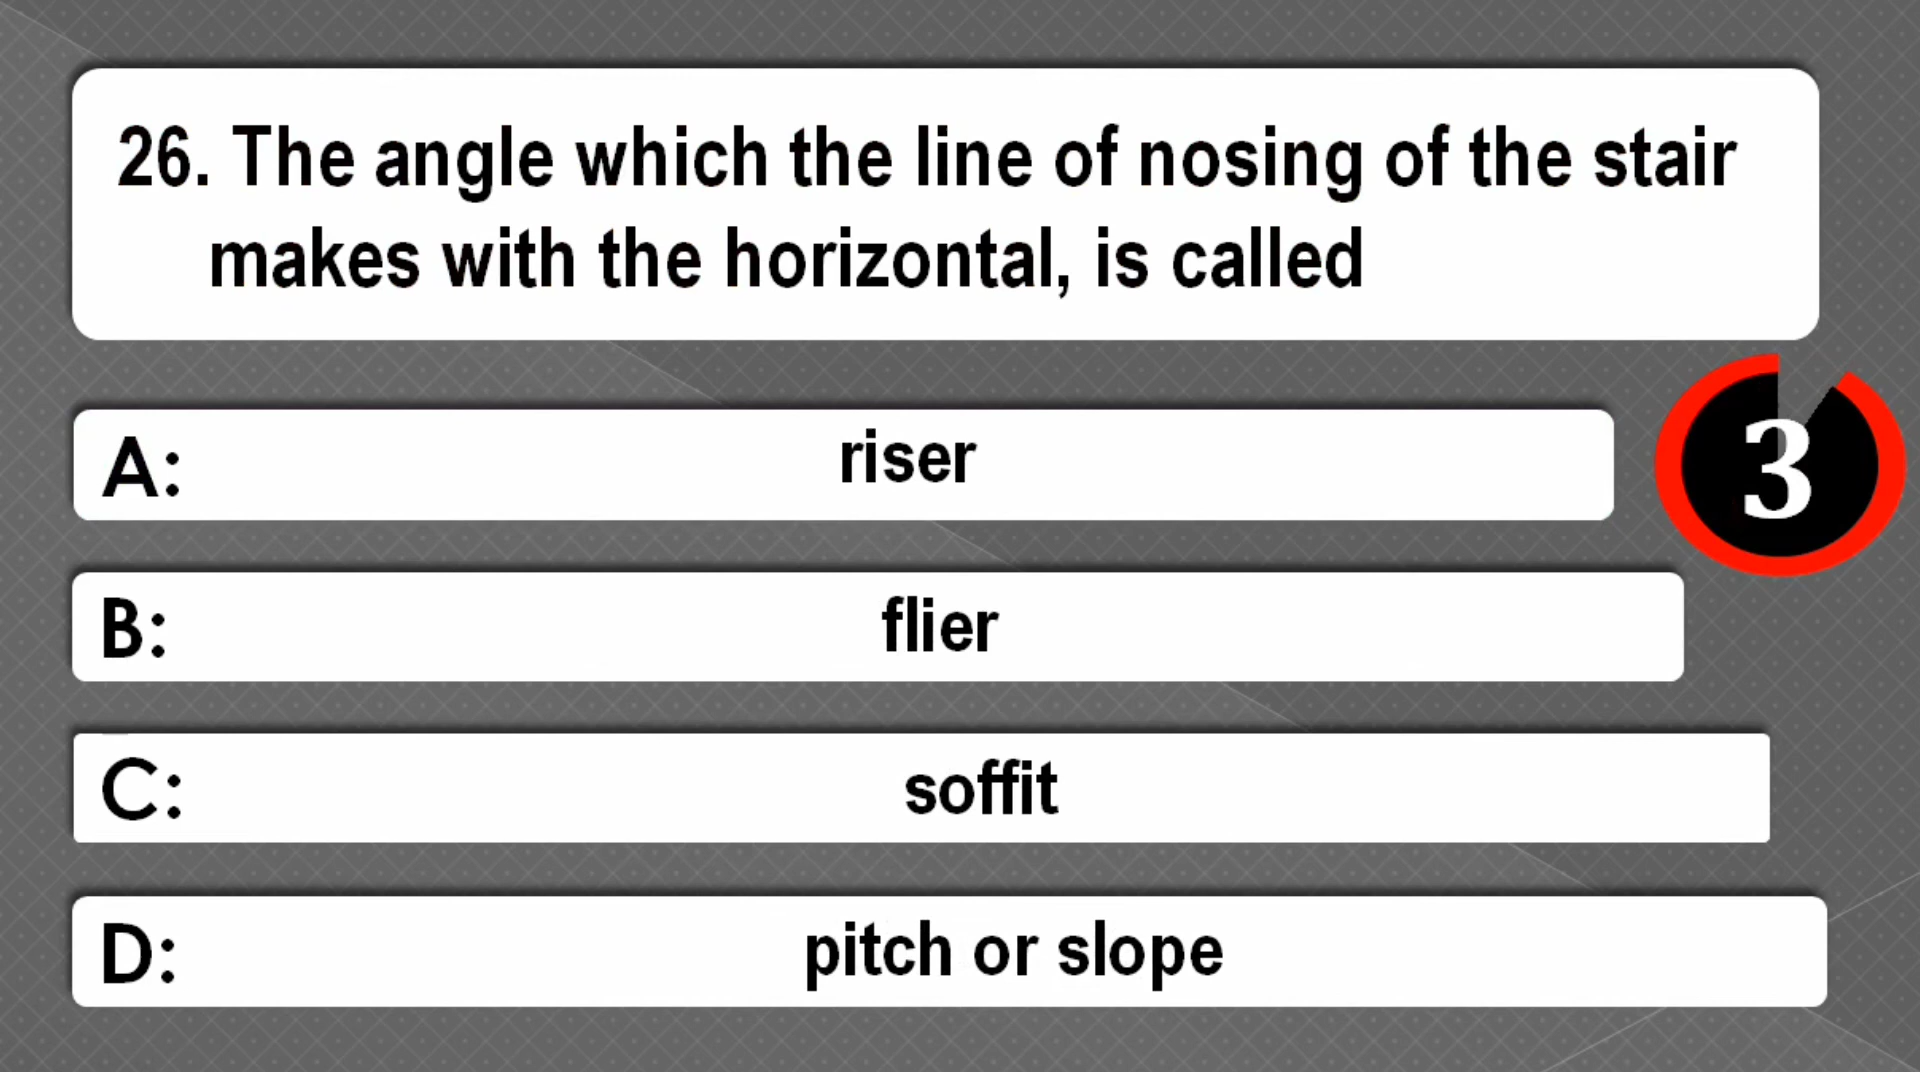 26. The angle which the line of nosing of the stair
makes with the horizontal, is called
A: riser
3
B: flier
C: soffit
D: pitch or slope